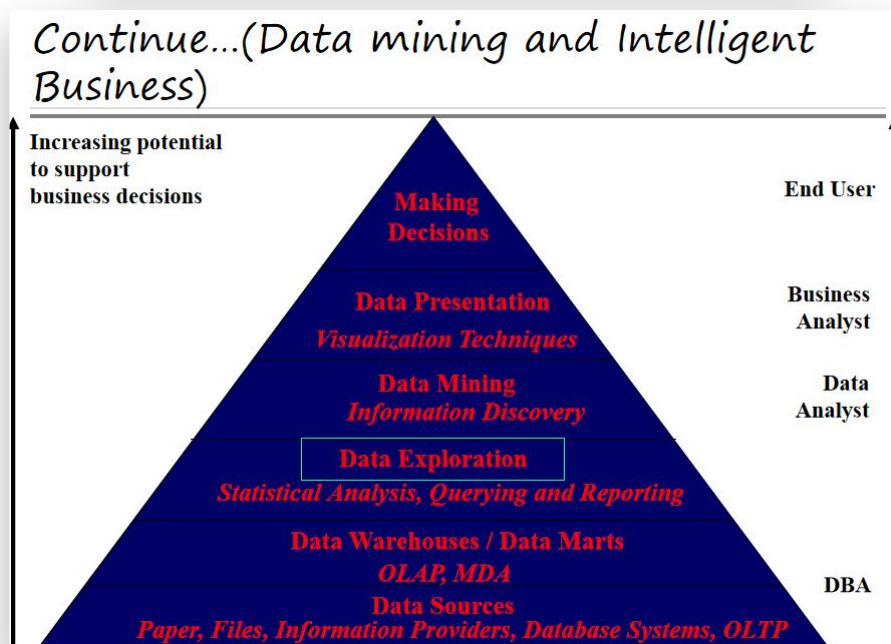 Continue...(Data mining and Intelligent
Business)
Increasing potential
to support
business decisions
End User
Making
Decisions
Data Presentation
Visualization Techniques
Business
Analyst
Data Mining
Information Discovery
Data
Analyst
Data Exploration
Statistical Analysis, Querying and Reporting
Data Warehouses / Data Marts
OLAP, MDA
DBA
Data Sources
Paper, Files, Information Providers, Database Systems, OLTP